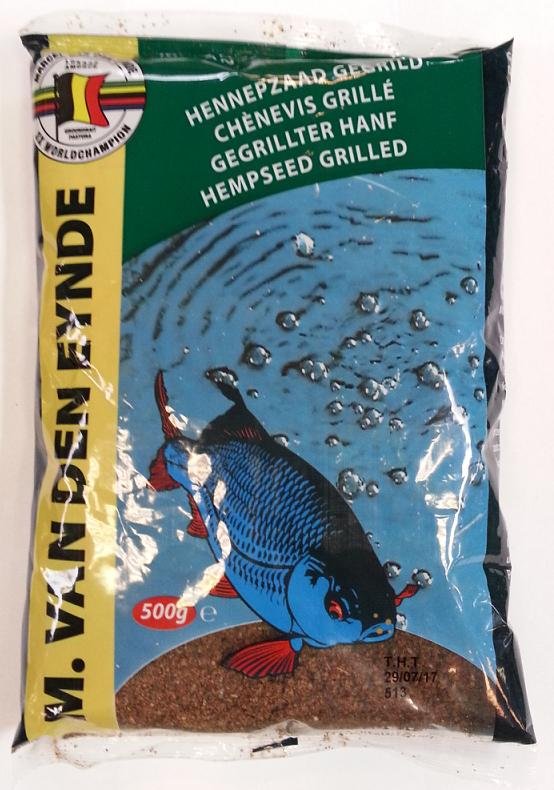 HENNEPZAAD GEGRILD
CHÈNEVIS GRILLÉ
GEGRILLTER HANF
HEMPSEED GRILLED
WORLDCHAMPION
M. VAN DEN EYNDE
500g e
T.H.T
29/07/17
513